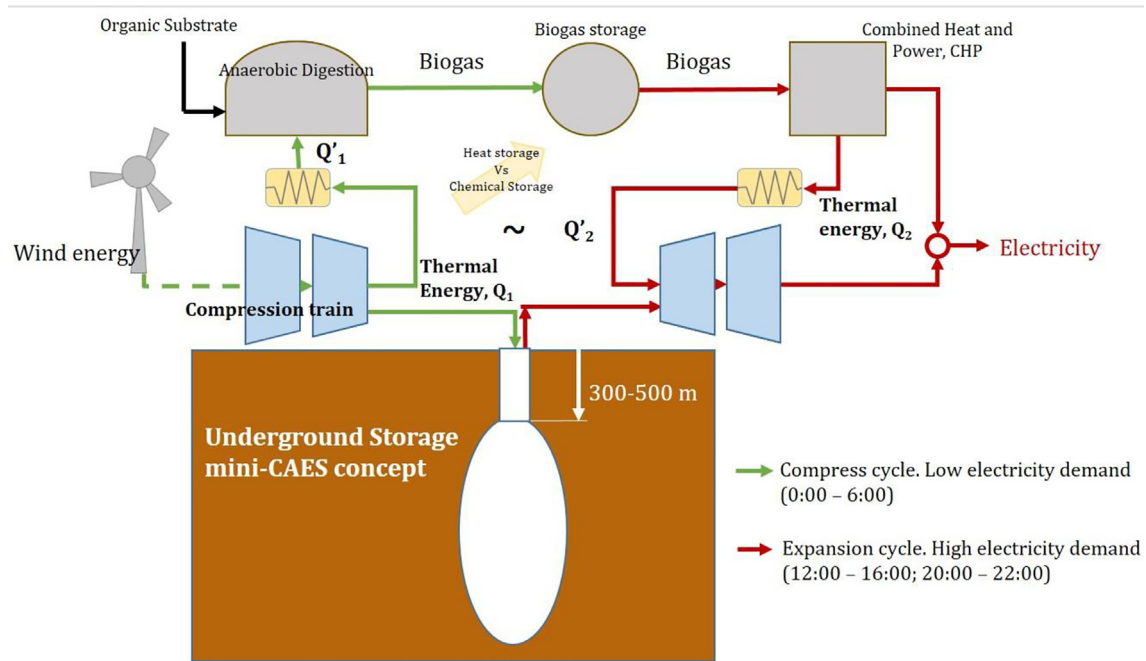 Organic Substrate
Biogas storage
Combined Heat and
Power, CHP
Anaerobic Digestion
Biogas
Biogas
Q’1
Heat storage
Vs
Chemical Storage
~
Q’2
Thermal
energy, Q2
Wind energy
Thermal
Energy, Q1
Electricity
Compression train
300-500 m
Underground Storage
mini-CAES concept
Compress cycle. Low electricity demand
(0:00 – 6:00)
Expansion cycle. High electricity demand
(12:00 – 16:00; 20:00 – 22:00)